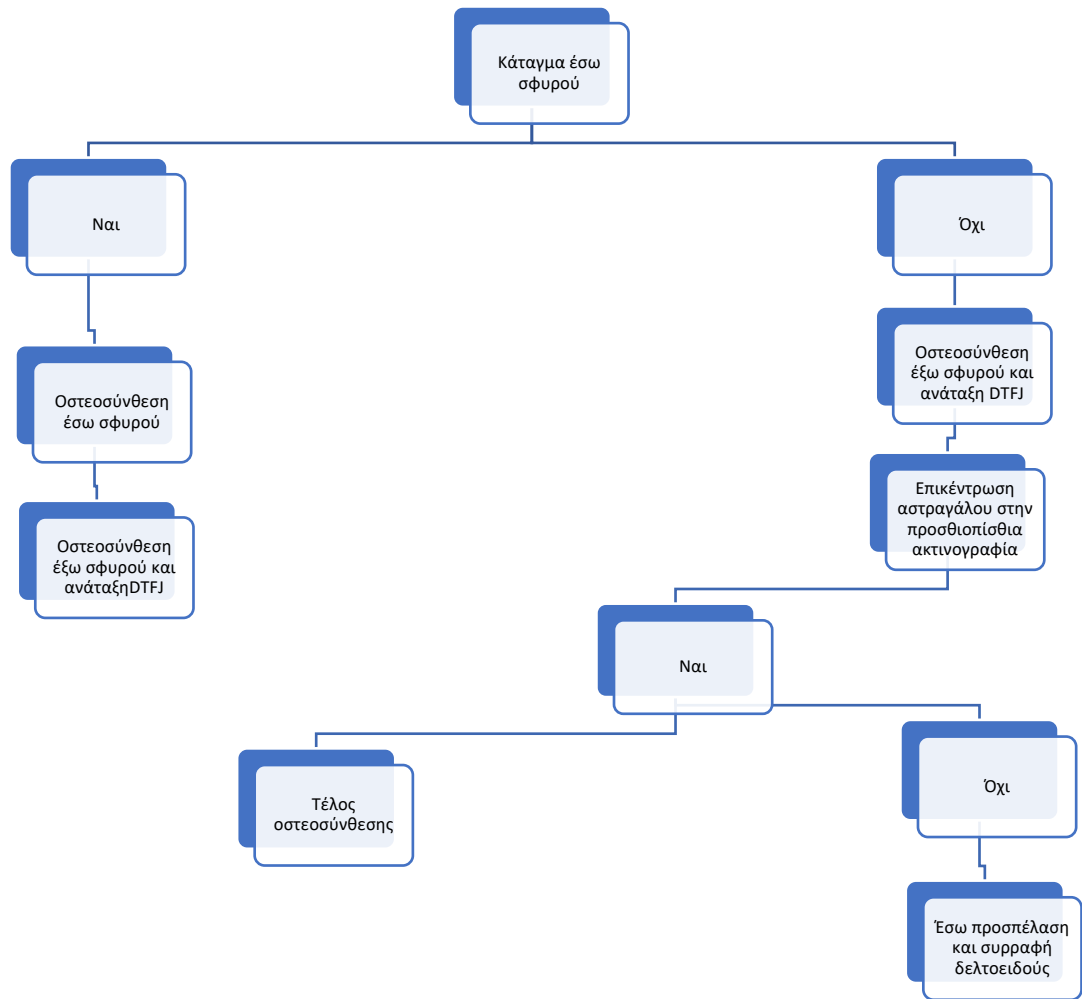 Κάταγμα έσω
σφυρού
Ναι
Όχι
Οστεοσύνθεση
έξω σφυρού και
ανάταξη DTFJ
Οστεοσύνθεση
έσω σφυρού
Επικέντρωση
αστραγάλου στην
προσθιοπίσθια
ακτινογραφία
Οστεοσύνθεση
έξω σφυρού και
ανάταξηDTFJ
Ναι
Όχι
Τέλος
οστεοσύνθεσης
Έσω προσπέλαση
και συρραφή
δελτοειδούς